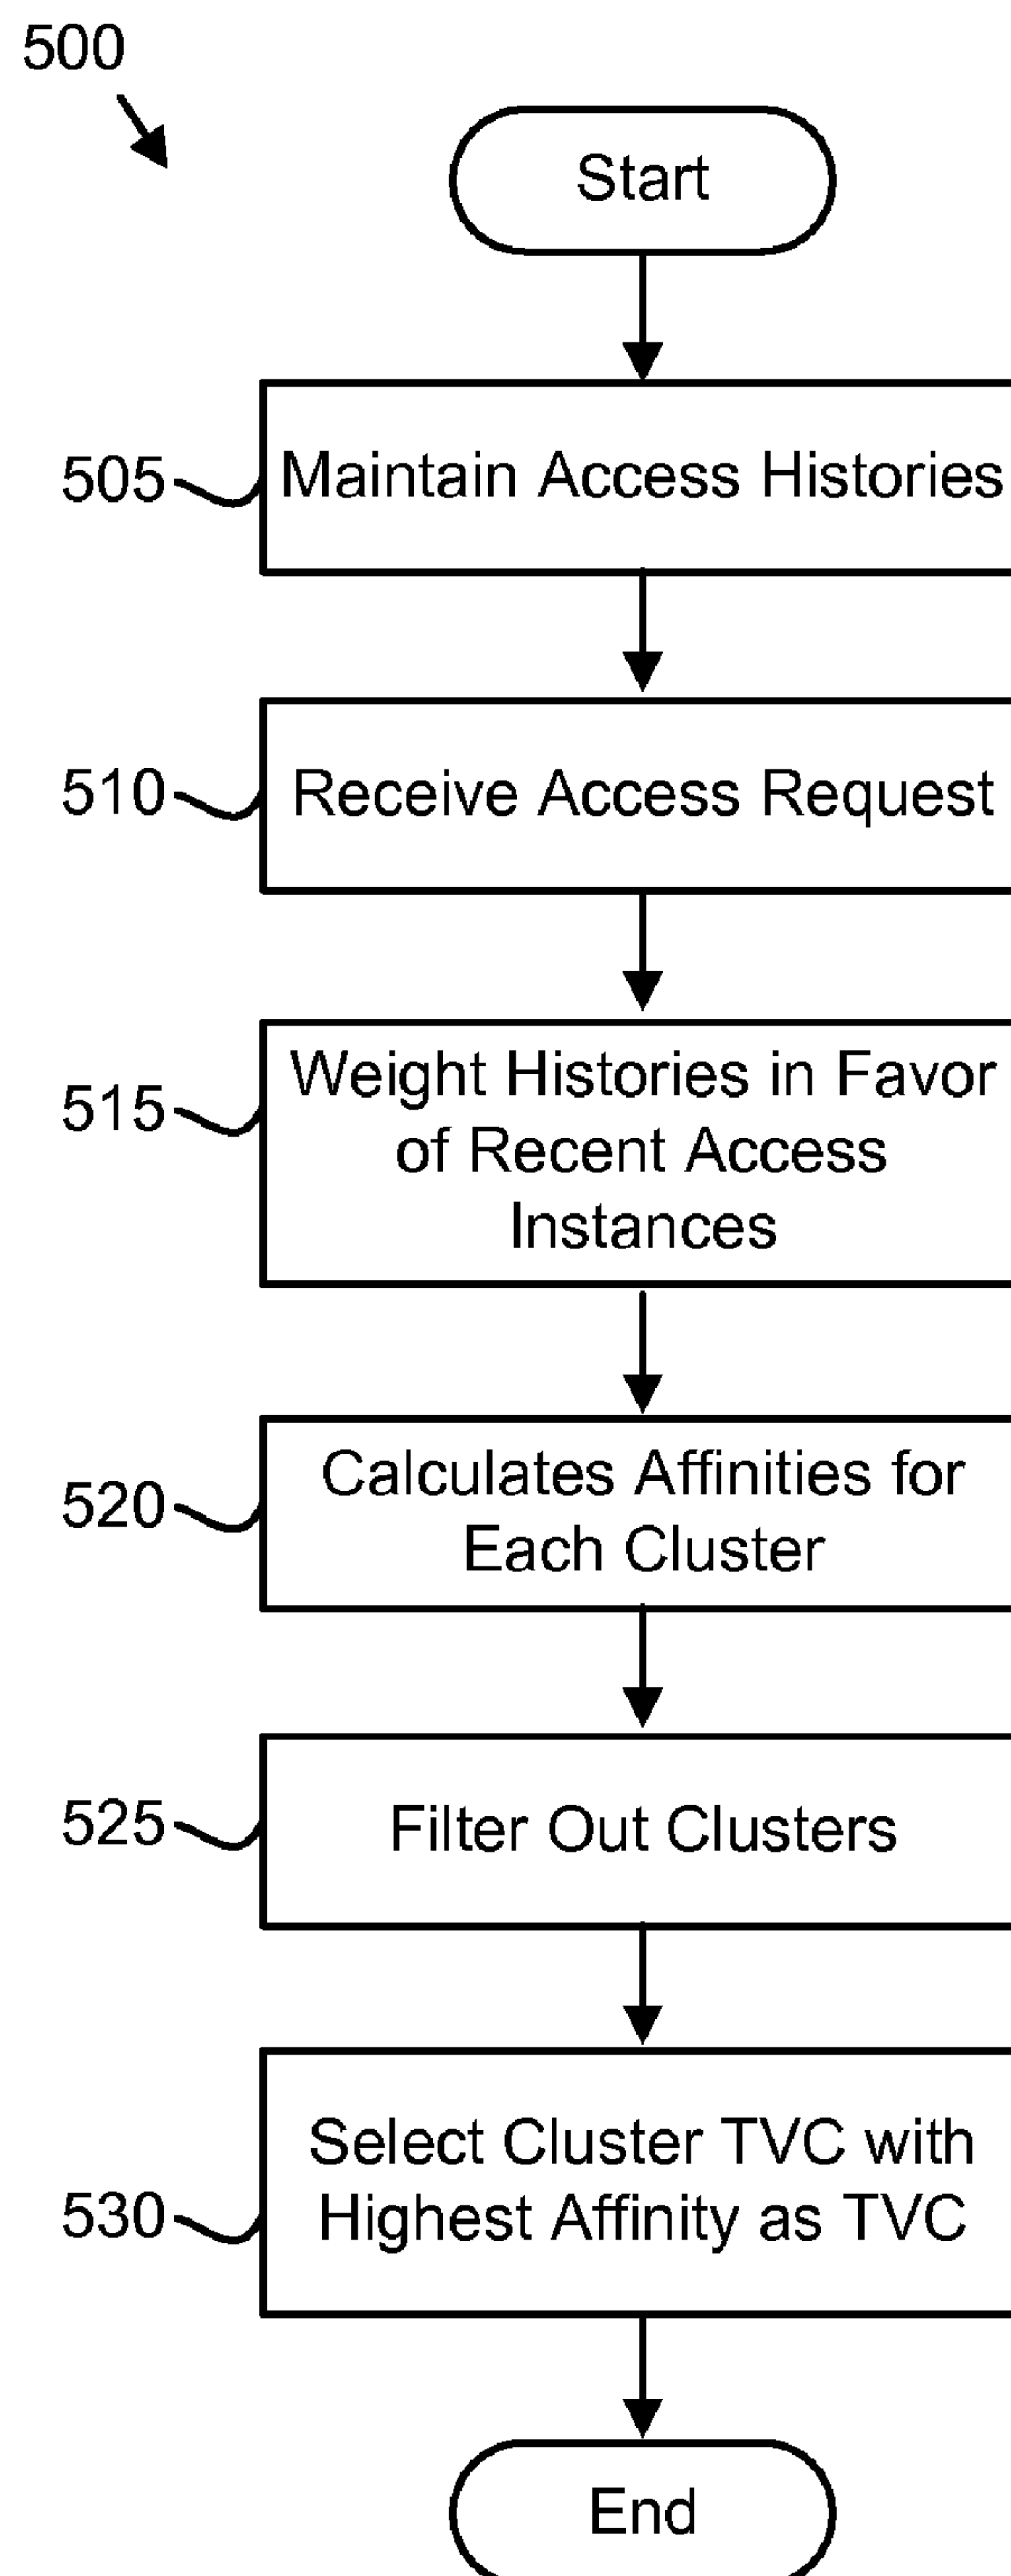 500
Start
505
Maintain Access Histories
510
Receive Access Request
515
Weight Histories in Favor
of Recent Access
Instances
520
Calculates Affinities for
Each Cluster
525
Filter Out Clusters
530
Select Cluster TVC with
Highest Affinity as TVC
End